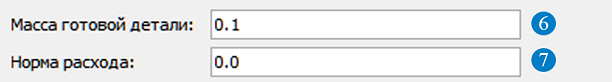 Масса готовой детали: 0.1 6
Норма расхода: 0.0 7